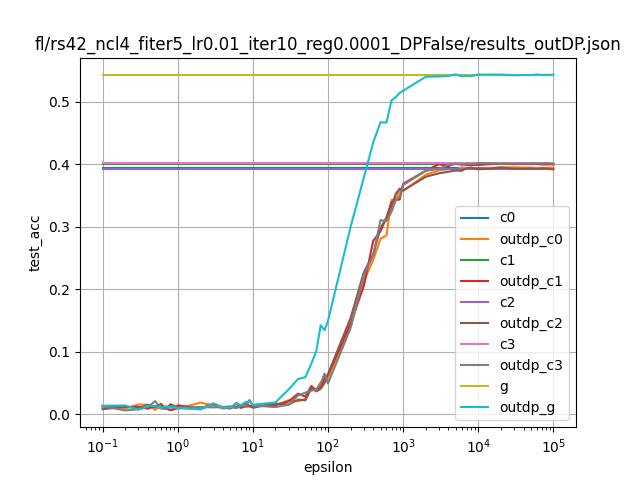 fl/rs42_ncl4_fiter5_lr0.01_iter10_reg0.0001_DPFalse/results_outDP.json
test_acc
0.5
0.4
0.3
0.2
0.1
0.0
c0
outdp_c0
c1
outdp_c1
c2
outdp_c2
c3
outdp_c3
g
outdp_g
10⁻¹ 10⁰ 10¹ 10² 10³ 10⁴ 10⁵
epsilon